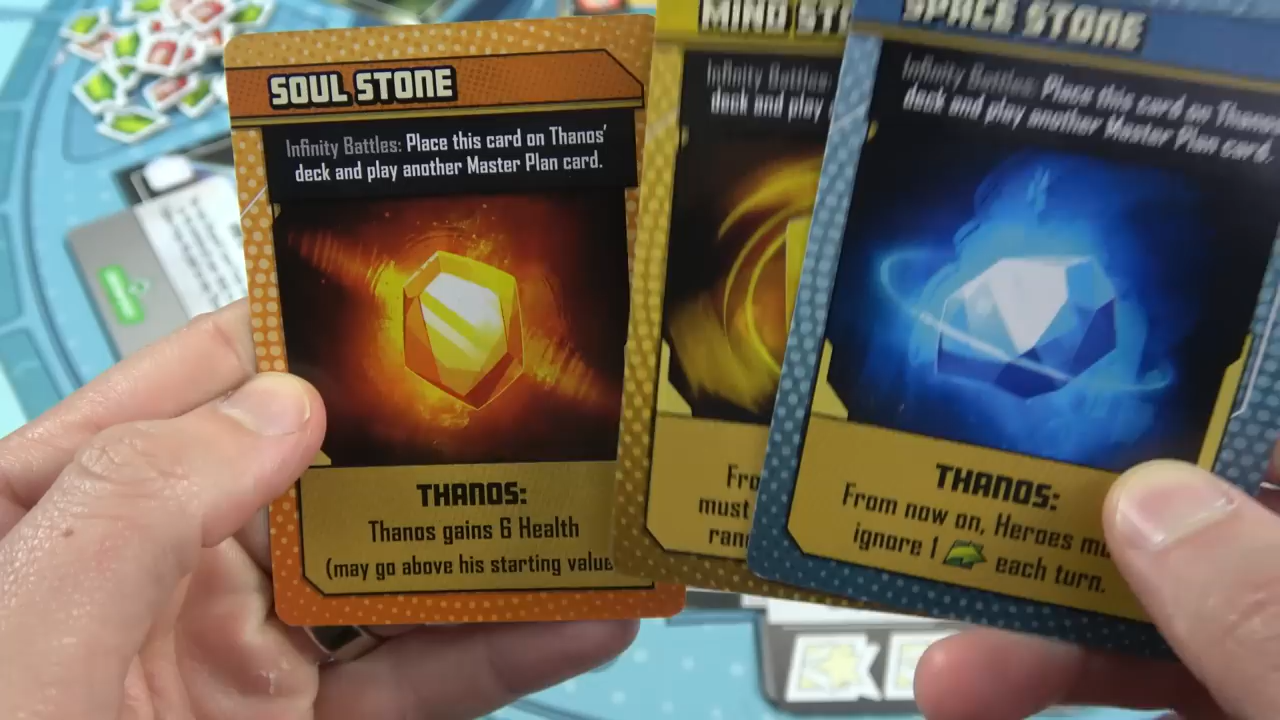 SOUL STONE
Infinity Battles: Place this card on Thanos'
deck and play another Master Plan card.
THANOS:
Thanos gains 6 Health
(may go above his starting value
MIND
Infinity Battles
deck and play
must
SPACE STONE
Infinity Battles: Place this card on Thanos
deck and play another Master Plan card.
THANOS:
From now on, Heroes
ignore 1 each turn.